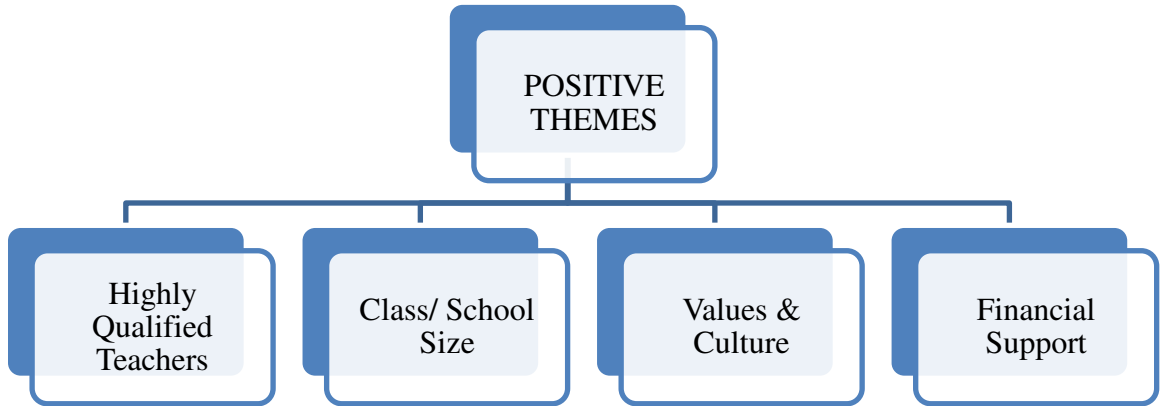 POSITIVE
THEMES
Highly
Qualified
Teachers
Class/ School
Size
Values &
Culture
Financial
Support